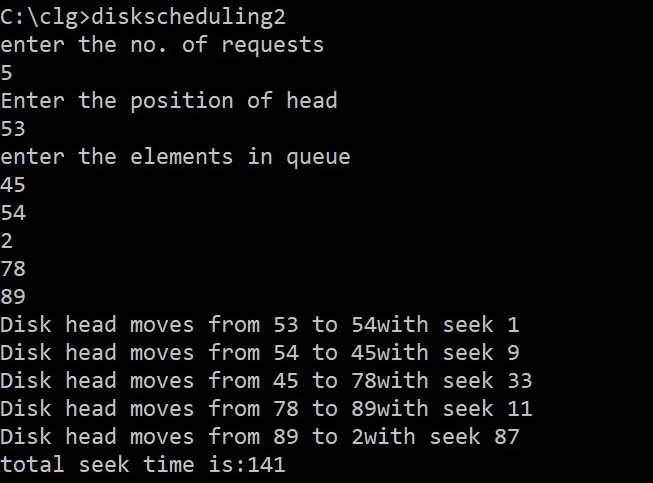 C:\clg>diskscheduling2
enter the no. of requests
5
Enter the position of head
53
enter the elements in queue
45
54
2
78
89
Disk head moves from 53 to 54with seek 1
Disk head moves from 54 to 45with seek 9
Disk head moves from 45 to 78with seek 33
Disk head moves from 78 to 89with seek 11
Disk head moves from 89 to 2with seek 87
total seek time is:141